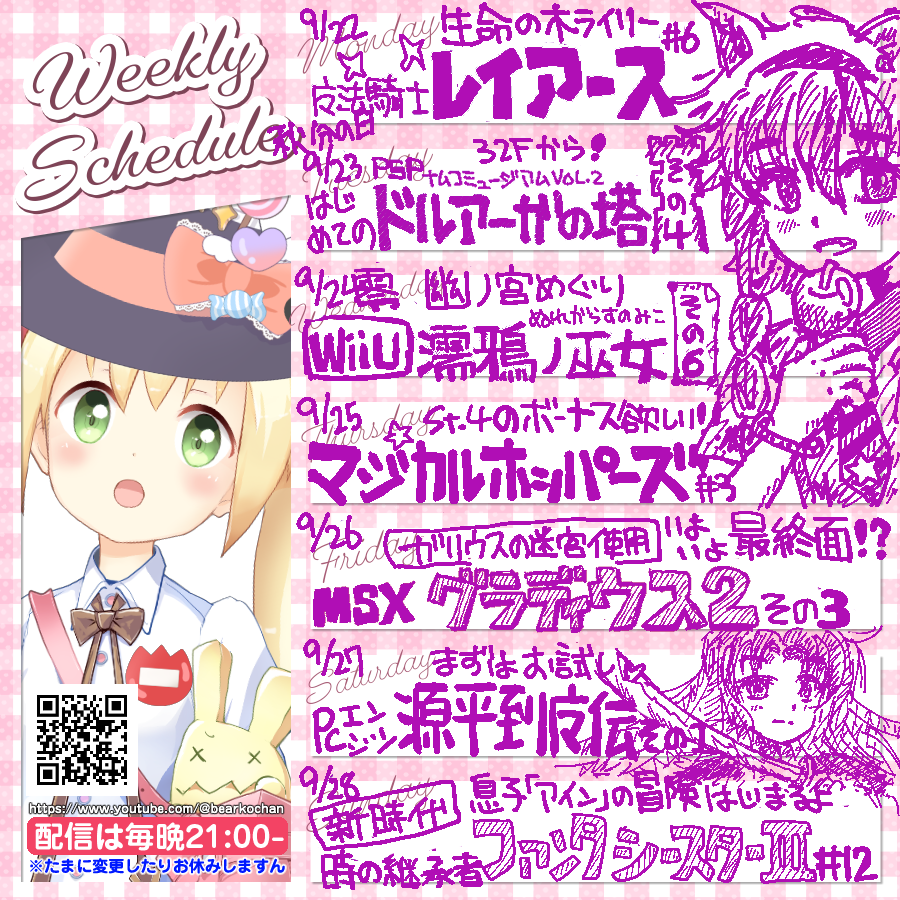 Weekly
Schedule
9/22
Monday
生命の木ライリー
#6
魔法騎士
レイアース
秋分の日
9/23
Tuesday
32Fから!
PSP
ナムコミュージアムVOL.2
はじめての
ドルアーガの塔
その14
9/24
Wednesday
零
幽ノ宮めぐり
ぬれがらすのみこ
WiiU
濡鴉ノ巫女
その6
9/25
Thursday
St.4のボーナス欲しい!
マジカルホッパーズ
#3
9/26
Friday
ガリウスの迷宮使用
いよいよ最終面!?
MSX
グラディウス2
その3
9/27
Saturday
まずはお試し
PCエンジン
源平討魔伝
その1
9/28
息子「アイン」の冒険はじまるよ
新時代
時の継承者
ファンタシースターIII
#12
https://www.youtube.com/@bearkochan
配信は毎晩21:00-
※たまに変更したりお休みしますん